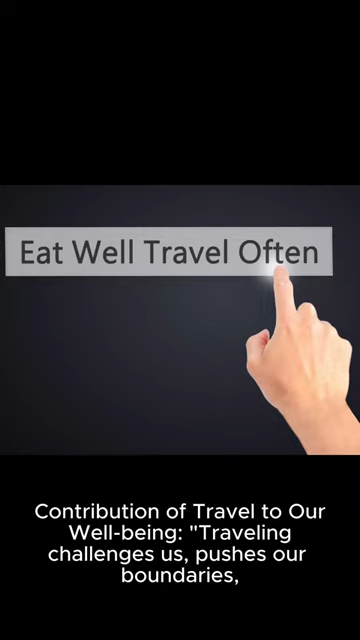 Eat Well Travel Often
Contribution of Travel to Our
Well-being: "Traveling
challenges us, pushes our
boundaries,